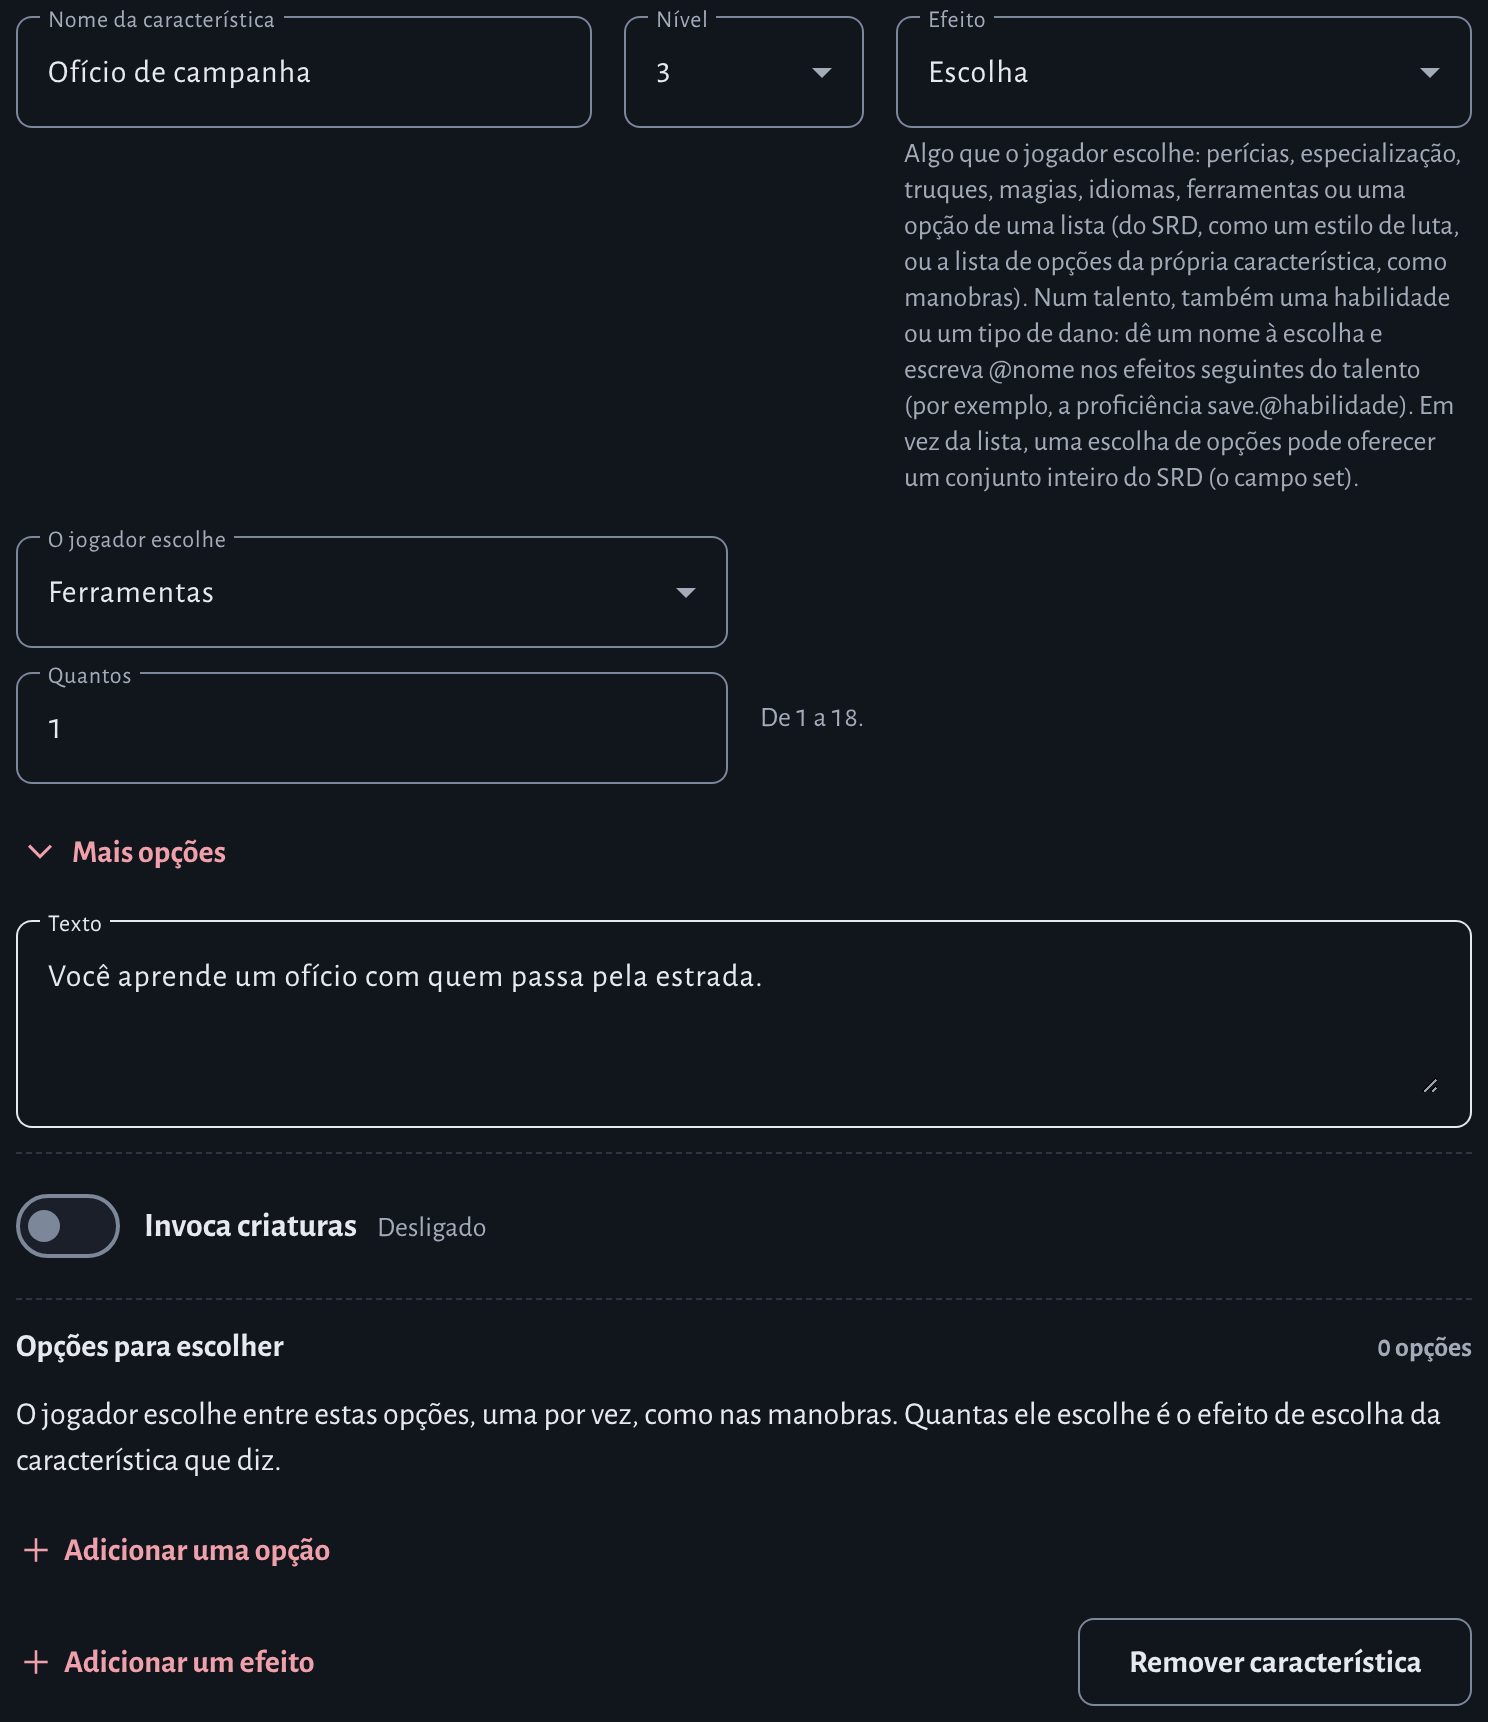 Nome da característica
Ofício de campanha
Nível
3
Efeito
Escolha
Algo que o jogador escolhe: perícias, especialização,
truques, magias, idiomas, ferramentas ou uma
opção de uma lista (do SRD, como um estilo de luta,
ou a lista de opções da própria característica, como
manobras). Num talento, também uma habilidade
ou um tipo de dano: dê um nome à escolha e
escreva @nome nos efeitos seguintes do talento
(por exemplo, a proficiência save.@habilidade). Em
vez da lista, uma escolha de opções pode oferecer
um conjunto inteiro do SRD (o campo set).
O jogador escolhe
Ferramentas
Quantos
1
De 1 a 18.
Mais opções
Texto
Você aprende um ofício com quem passa pela estrada.
Invoca criaturas Desligado
Opções para escolher
0 opções
O jogador escolhe entre estas opções, uma por vez, como nas manobras. Quantas ele escolhe é o efeito de escolha da
característica que diz.
Adicionar uma opção
Adicionar um efeito
Remover característica